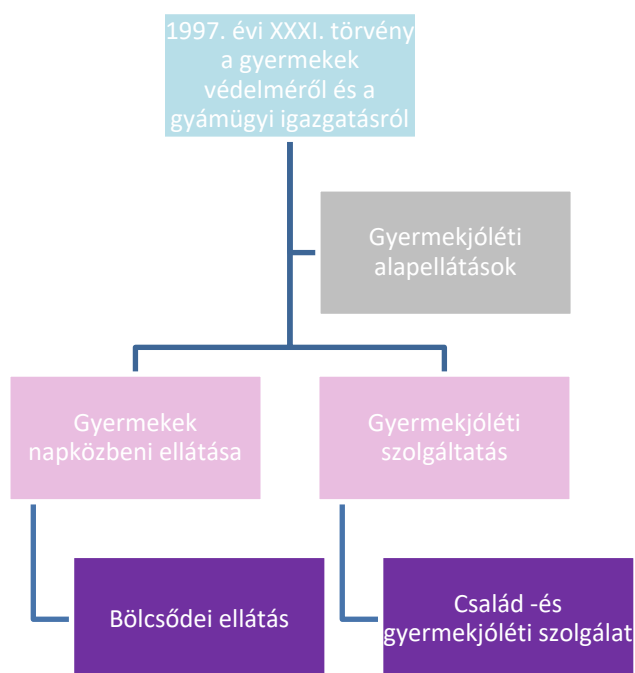 1997. évi XXXI. törvény
a gyermekek
védelméről és a
gyámügyi igazgatásról
Gyermekjóléti
alapellátások
Gyermekek
napközbeni ellátása
Gyermekjóléti
szolgáltatás
Bölcsődei ellátás
Család -és
gyermekjóléti szolgálat